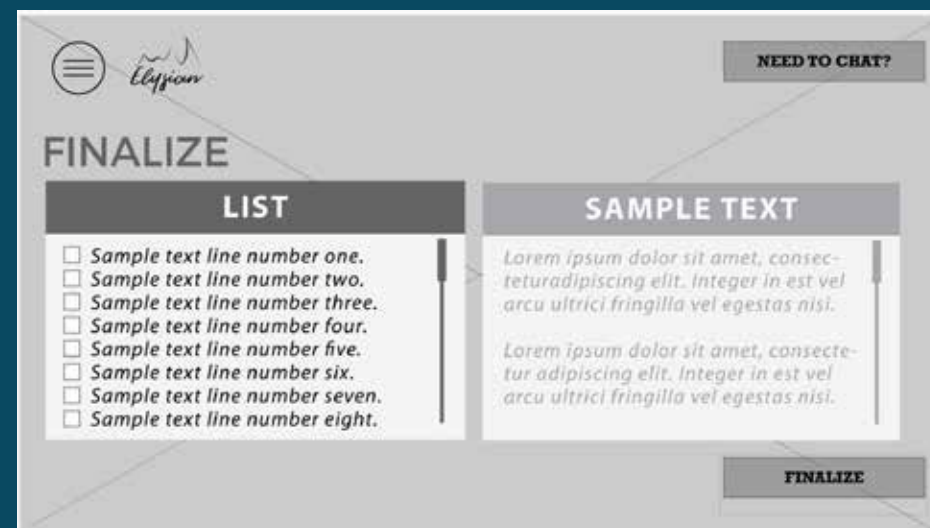 Elysian
NEED TO CHAT?
FINALIZE
LIST
Sample text line number one.
Sample text line number two.
Sample text line number three.
Sample text line number four.
Sample text line number five.
Sample text line number six.
Sample text line number seven.
Sample text line number eight.
SAMPLE TEXT
Lorem ipsum dolor sit amet, consec-
teturadipiscing elit. Integer in est vel
arcu ultrici fringilla vel egestas nisi.
Lorem ipsum dolor sit amet, consecte-
tur adipiscing elit. Integer in est vel
arcu ultrici fringilla vel egestas nisi.
FINALIZE